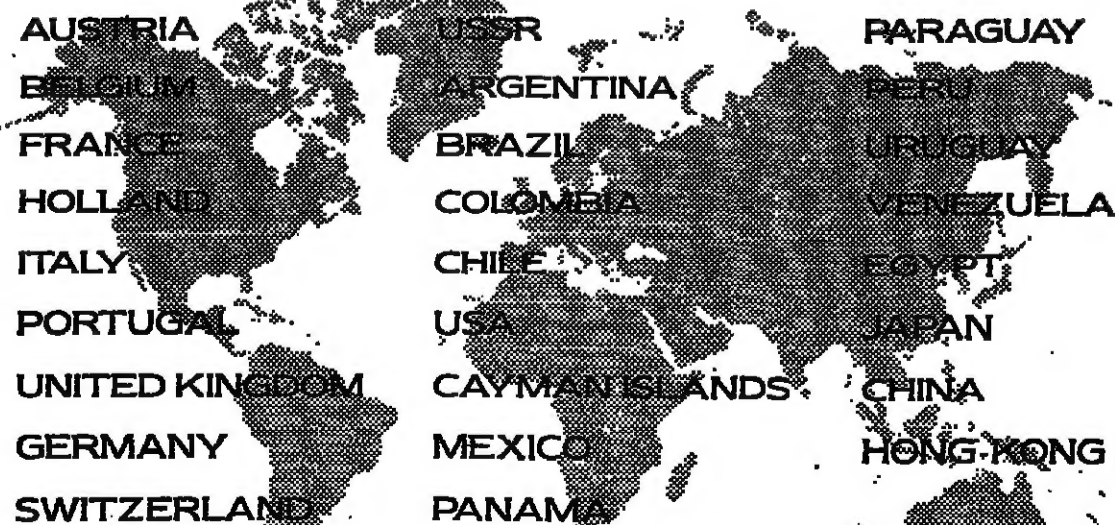 AUSTRIA
BELGIUM
FRANCE
HOLLAND
ITALY
PORTUGAL
UNITED KINGDOM
GERMANY
SWITZERLAND
USSR
ARGENTINA
BRAZIL
COLOMBIA
CHILE
USA
CAYMAN ISLANDS
MEXICO
PANAMA
PARAGUAY
PERU
URUGUAY
VENEZUELA
EGYPT
JAPAN
CHINA
HONG-KONG